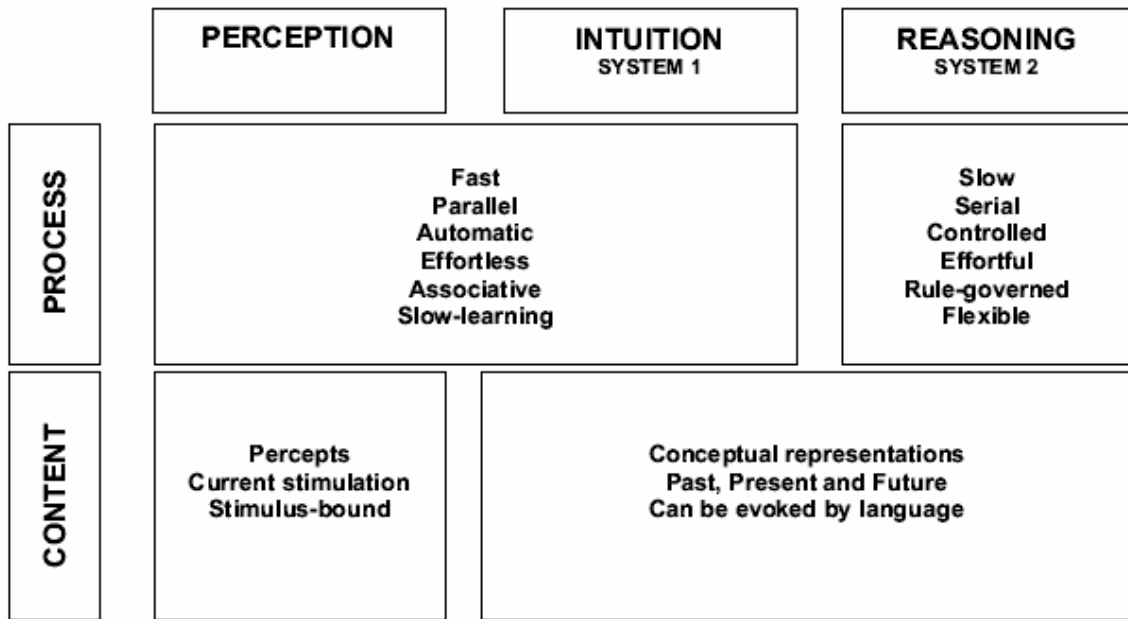 PERCEPTION
INTUITION
SYSTEM 1
REASONING
SYSTEM 2
PROCESS
Fast
Parallel
Automatic
Effortless
Associative
Slow-learning
Slow
Serial
Controlled
Effortful
Rule-governed
Flexible
CONTENT
Percepts
Current stimulation
Stimulus-bound
Conceptual representations
Past, Present and Future
Can be evoked by language